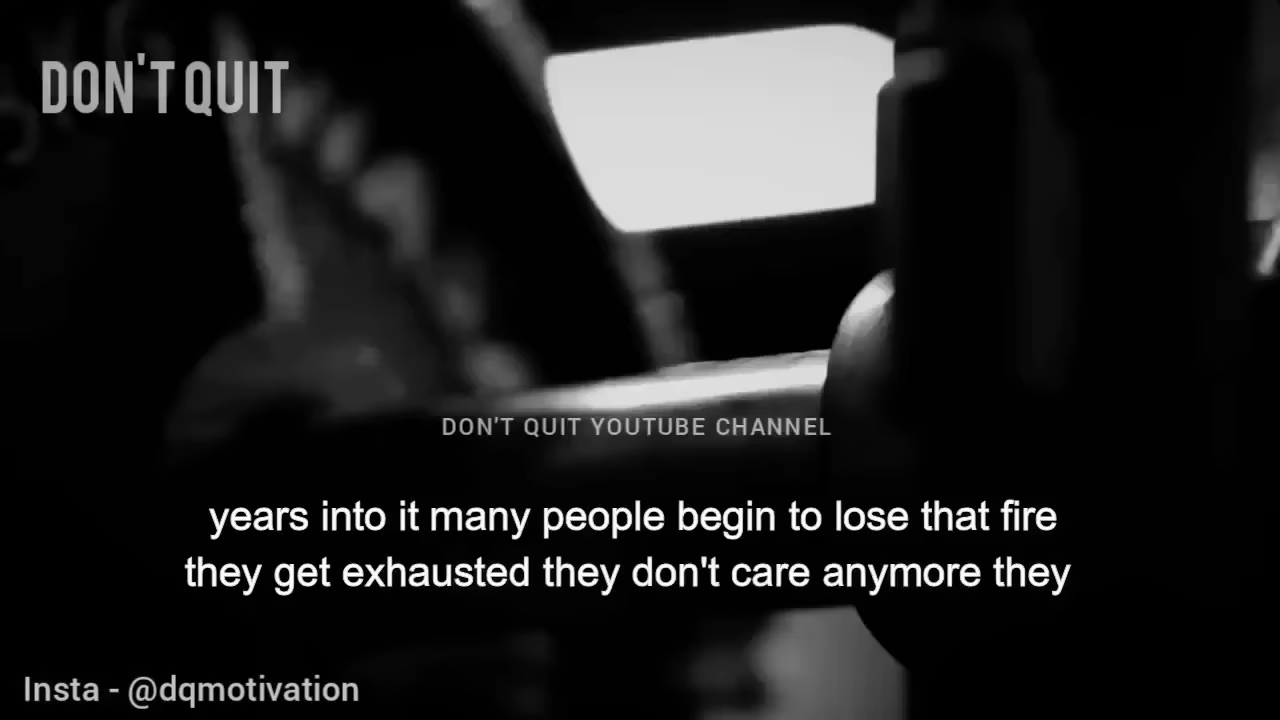 DON'T QUIT
DON'T QUIT YOUTUBE CHANNEL
years into it many people begin to lose that fire
they get exhausted they don't care anymore they
Insta - @dqmotivation